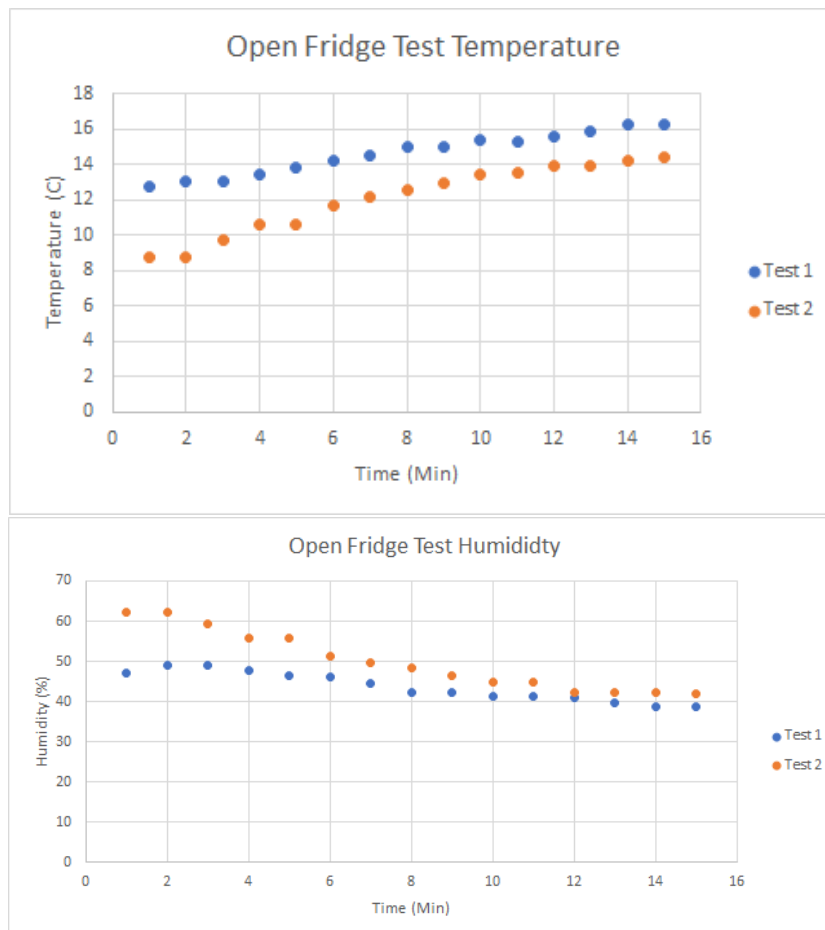 Open Fridge Test Temperature
18
16
14
12
10
8
6
4
2
0
Temperature (C)
0 2 4 6 8 10 12 14 16
Time (Min)
Test 1
Test 2
Open Fridge Test Humididty
70
60
50
40
30
20
10
0
Humidity (%)
0 2 4 6 8 10 12 14 16
Time (Min)
Test 1
Test 2